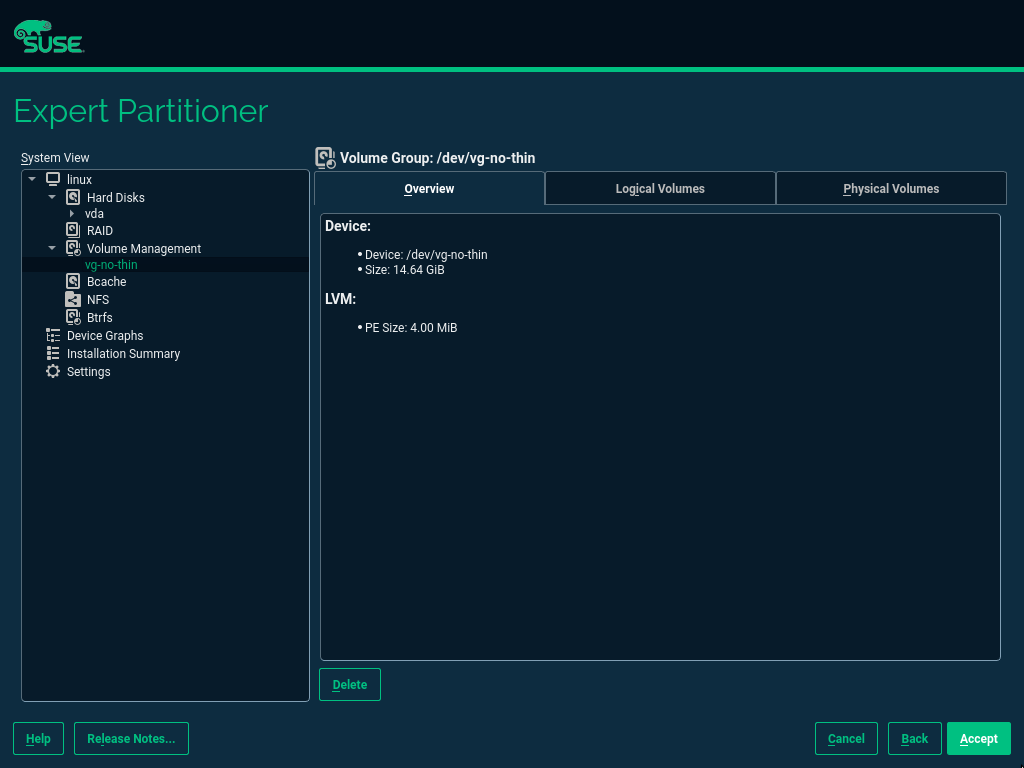 SUSE
Expert Partitioner
System View
linux
Hard Disks
vda
RAID
Volume Management
vg-no-thin
Bcache
NFS
Btrfs
Device Graphs
Installation Summary
Settings
Volume Group: /dev/vg-no-thin
Overview Logical Volumes Physical Volumes
Device:
• Device: /dev/vg-no-thin
• Size: 14.64 GiB
LVM:
• PE Size: 4.00 MiB
Delete
Help Release Notes... Cancel Back Accept